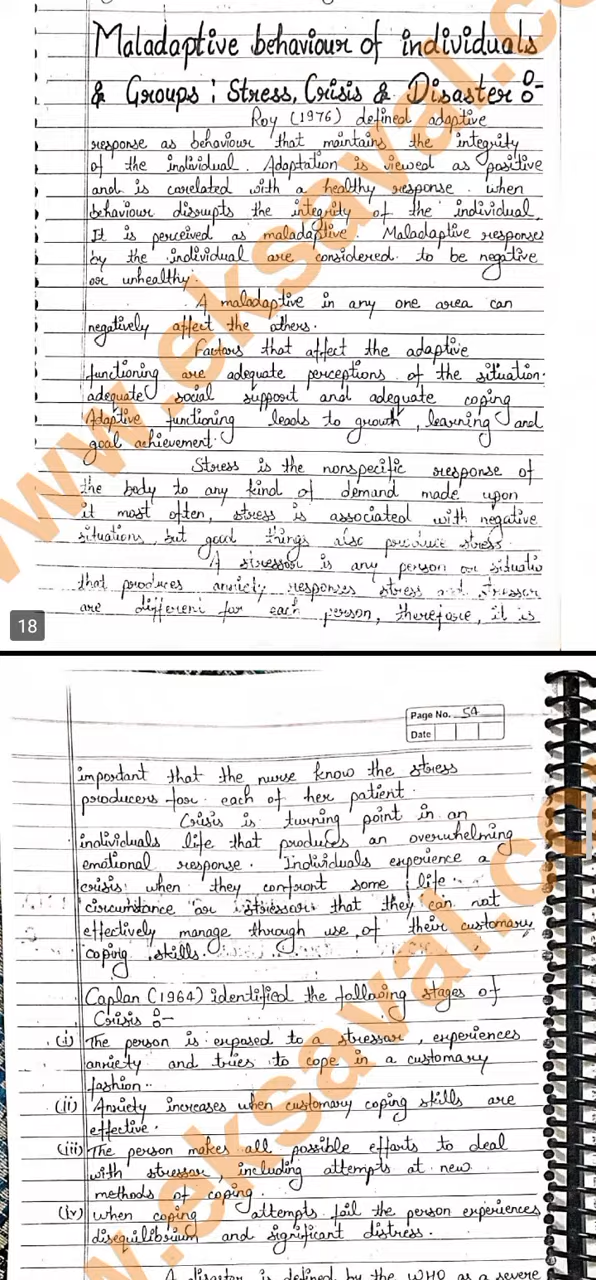 Maladaptive behaviour of individuals
& Groups : Stress, Crisis & Disaster :-
Roy (1976) defined adaptive
response as behaviour that maintains the integrity
of the individual. Adaptation is viewed as positive
and is corelated with a healthy response. when
behaviour disrupts the integrity of the individual.
It is perceived as maladaptive. Maladaptive responses
by the individual are considered to be negative
or unhealthy.
A maladaptive in any one area can
negatively affect the others.
Factors that affect the adaptive
functioning are adequate perceptions of the situation.
adequate social support and adequate coping
Adaptive functioning leads to growth, learning and
goal achievement.
Stress is the nonspecific response of
the body to any kind of demand made upon
it most often, stress is associated with negative
situations, but good things also produce stress.
A stressor is any person or situatio
that produces anxiety responses stress and stressor
are different for each person, therefore, it is
18
Page No. 54
Date
important that the nurse know the stress
producers for each of her patient.
Crisis is turning point in an
individuals life that produces an overwhelming
emotional response. Individuals experience a
crisis when they confront some life
circumstance or stressor that they can not
effectively manage through use of their customary
coping skills.
Caplan (1964) identified the following stages of
Crisis :-
(i) The person is exposed to a stressor, experiences
anxiety and tries to cope in a customary
fashion.
(ii) Anxiety increases when customary coping skills are
effective.
(iii) The person makes all possible efforts to deal
with stressor, including attempts at new
methods of coping.
(iv) when coping attempts fail the person experiences
disequilibrium and significant distress.
A disaster is defined by the WHO as a severe
www.eksaval.co
www.eksaval.co